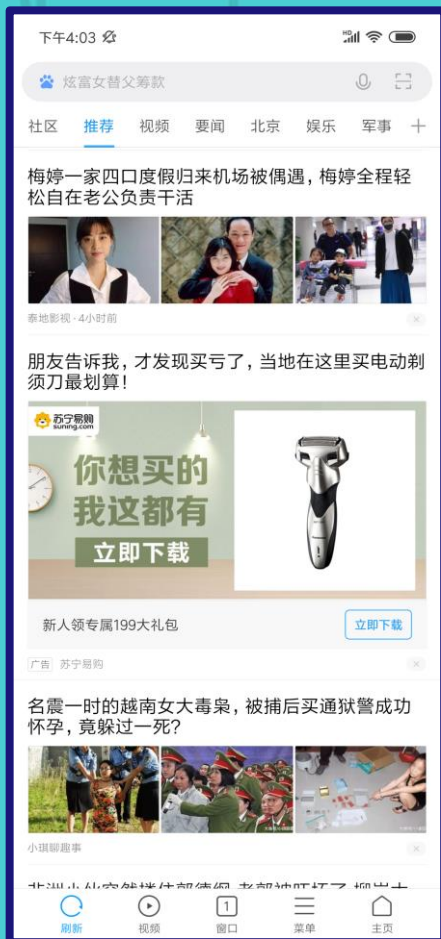 下午4:03
HD
炫富女替父筹款
社区 推荐 视频 要闻 北京 娱乐 军事
梅婷一家四口度假归来机场被偶遇，梅婷全程轻
松自在老公负责干活
泰地影视·4小时前
朋友告诉我，才发现买亏了，当地在这里买电动剃
须刀最划算！
苏宁易购
suning.com
你想买的
我这都有
立即下载
新人领专属199大礼包
立即下载
广告 苏宁易购
名震一时的越南女大毒枭，被捕后买通狱警成功
怀孕，竟躲过一死？
小琪聊趣事
刷新 视频 1 窗口 菜单 主页